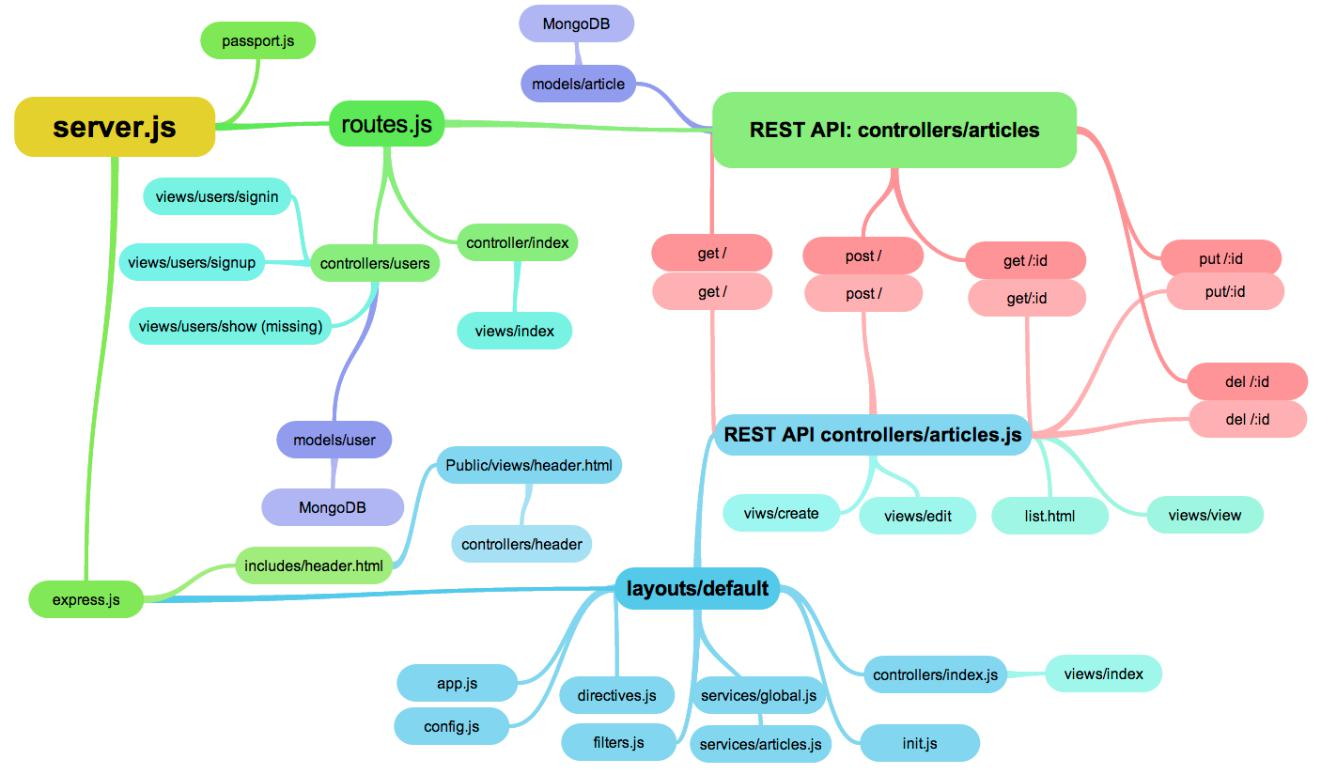 MongoDB
passport.js
models/article
server.js
routes.js
REST API: controllers/articles
views/users/signin
controller/index
get /
post /
get /:id
put /:id
views/users/signup
controllers/users
get /
post /
get/:id
put/:id
views/users/show (missing)
views/index
del /:id
del /:id
models/user
REST API controllers/articles.js
Public/views/header.html
MongoDB
viws/create
views/edit
list.html
views/view
controllers/header
includes/header.html
express.js
layouts/default
app.js
directives.js
services/global.js
controllers/index.js
views/index
config.js
filters.js
services/articles.js
init.js